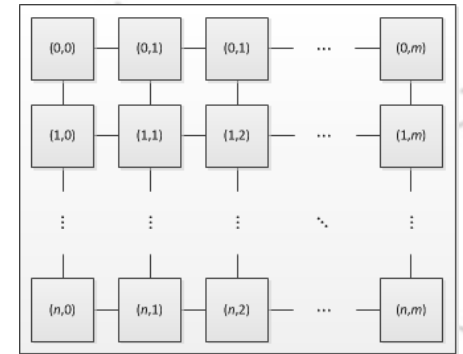 (0,0) (0,1) (0,1) ... (0,m)
(1,0) (1,1) (1,2) ... (1,m)
⋮ ⋮ ⋮ ⋱ ⋮
(n,0) (n,1) (n,2) ... (n,m)